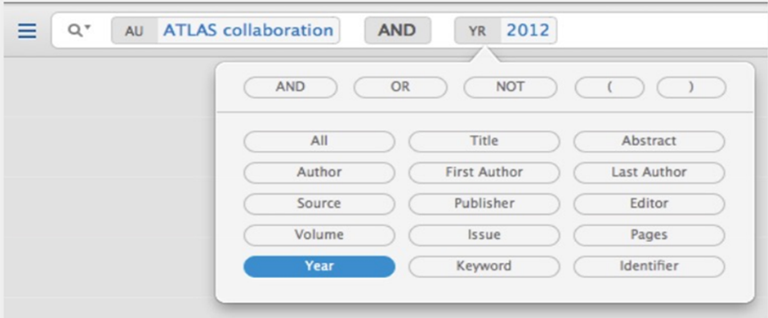 AU ATLAS collaboration AND YR 2012
AND OR NOT ( )
All Title Abstract
Author First Author Last Author
Source Publisher Editor
Volume Issue Pages
Year Keyword Identifier